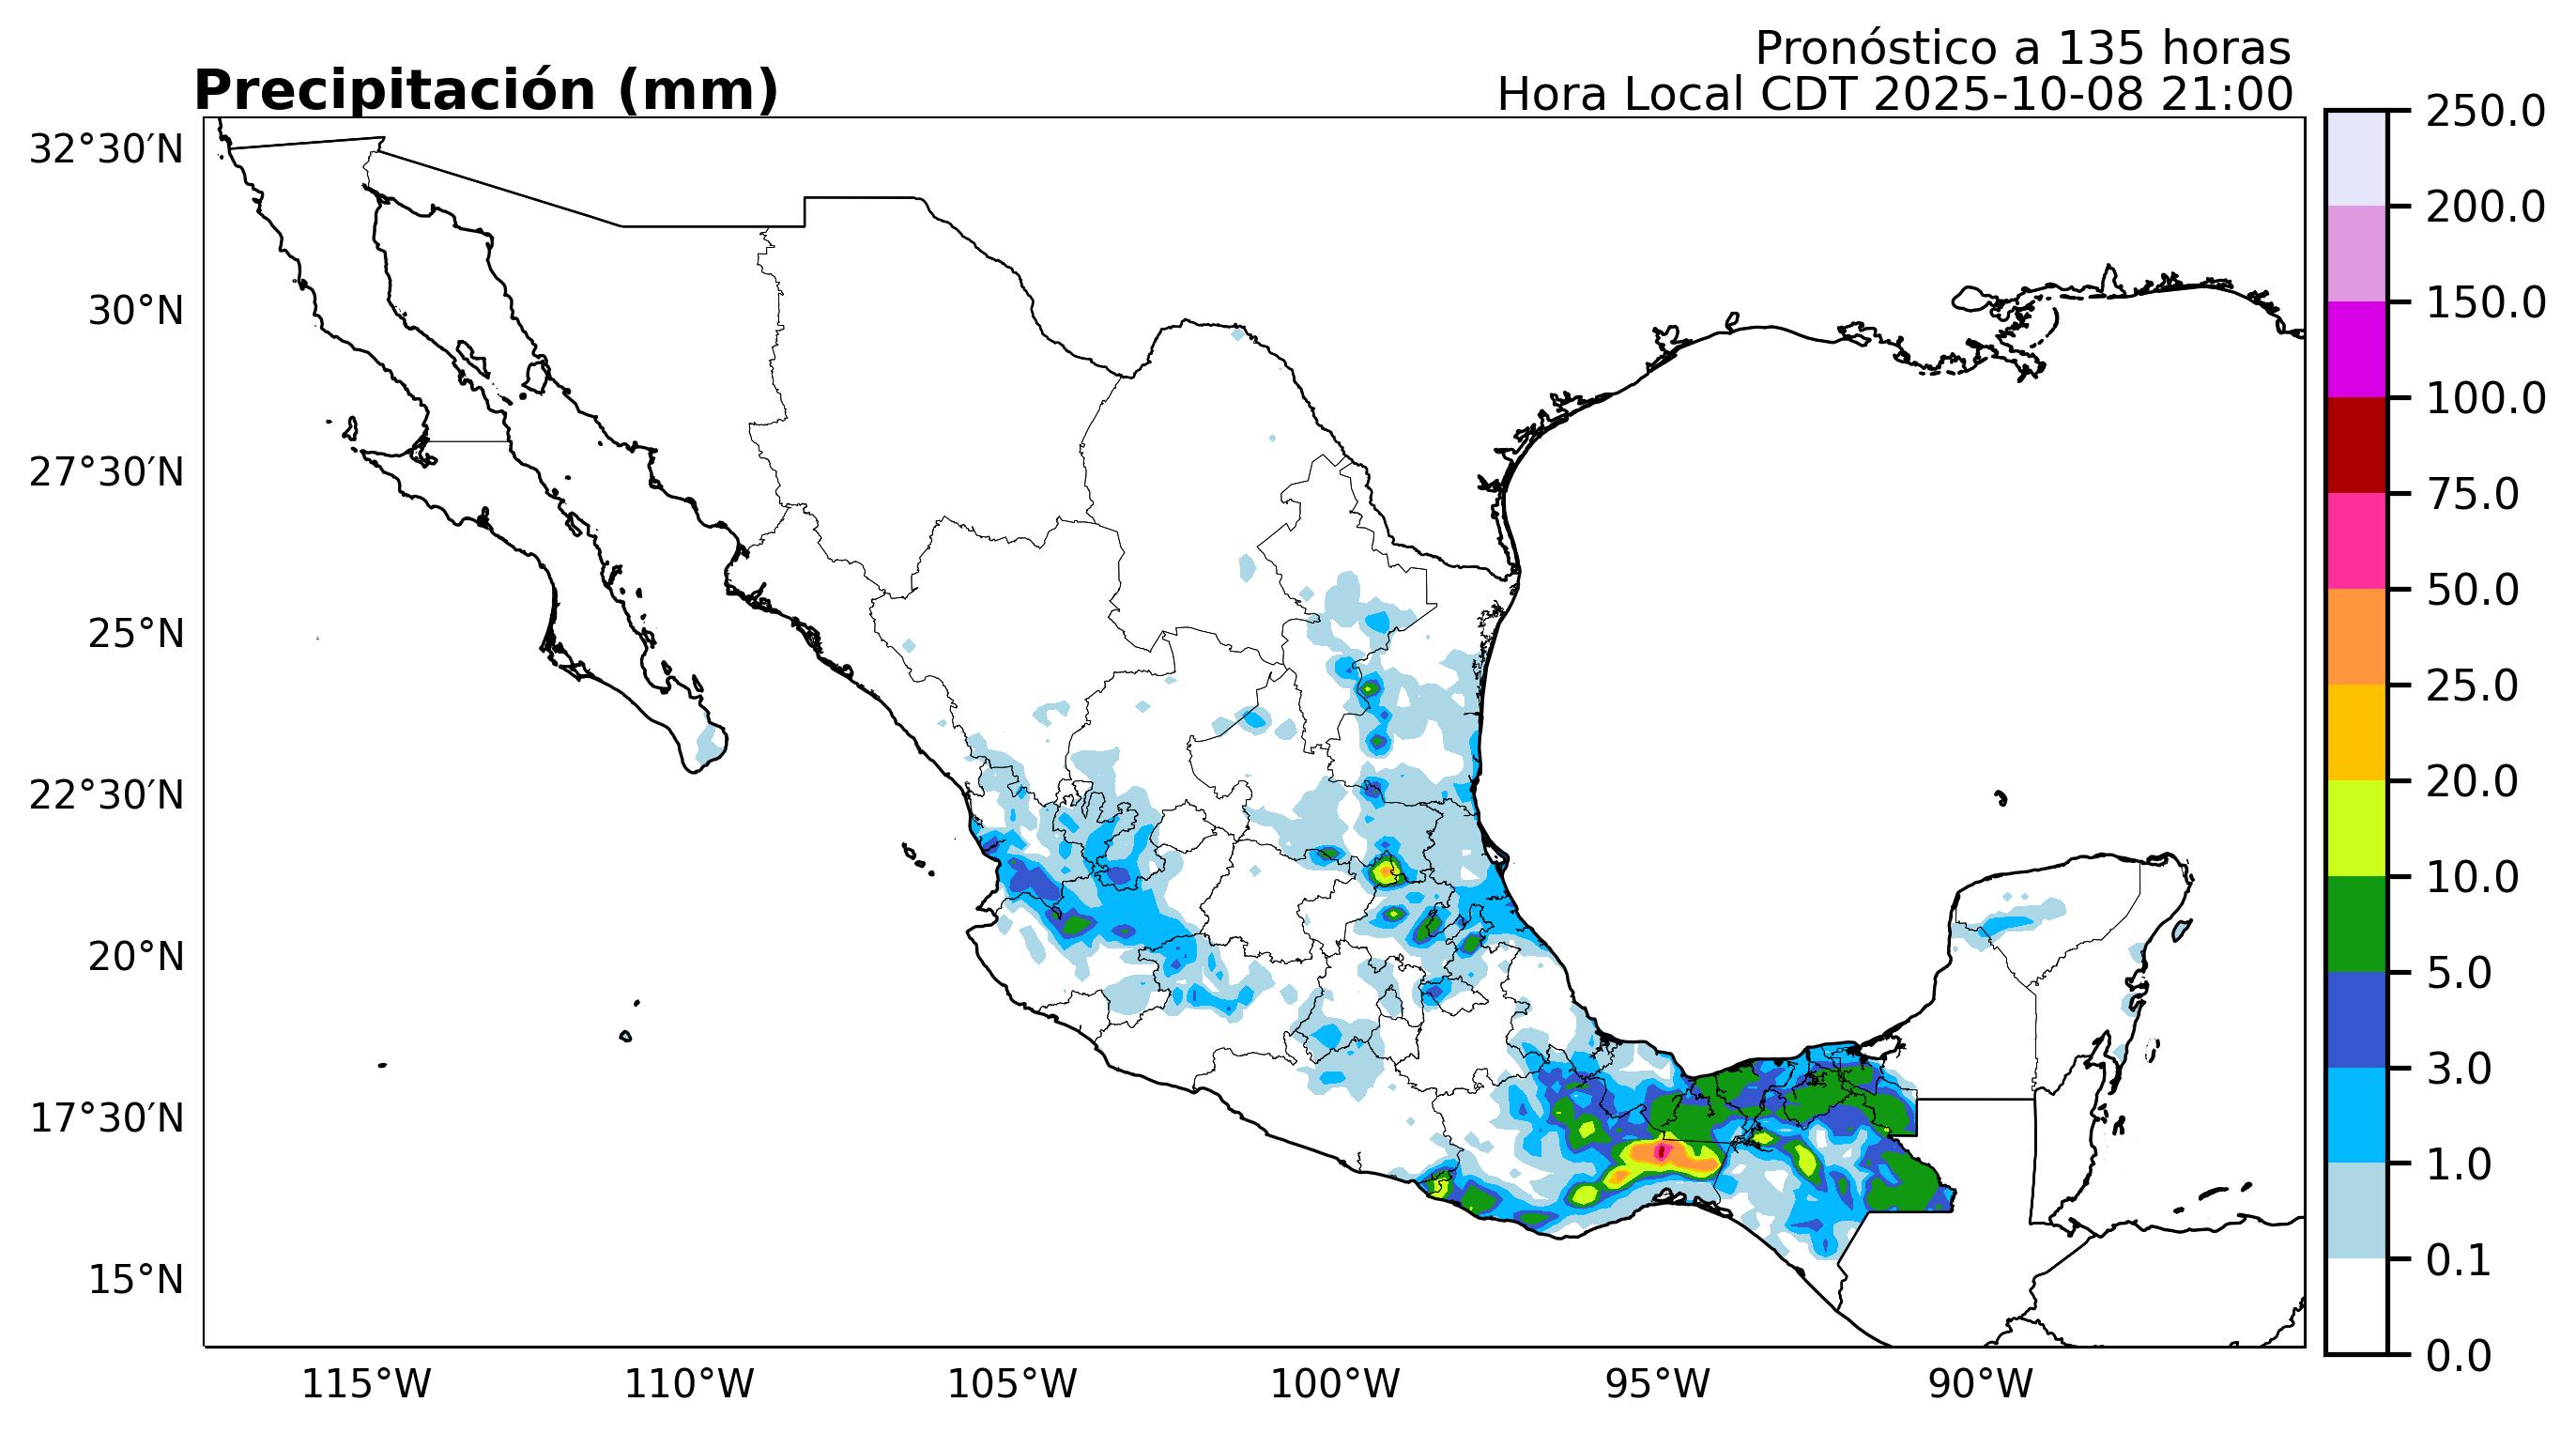 Pronóstico a 135 horas
Precipitación (mm)
Hora Local CDT 2025-10-08 21:00
32°30′N
30°N
27°30′N
25°N
22°30′N
20°N
17°30′N
15°N
115°W
110°W
105°W
100°W
95°W
90°W
250.0
200.0
150.0
100.0
75.0
50.0
25.0
20.0
10.0
5.0
3.0
1.0
0.1
0.0